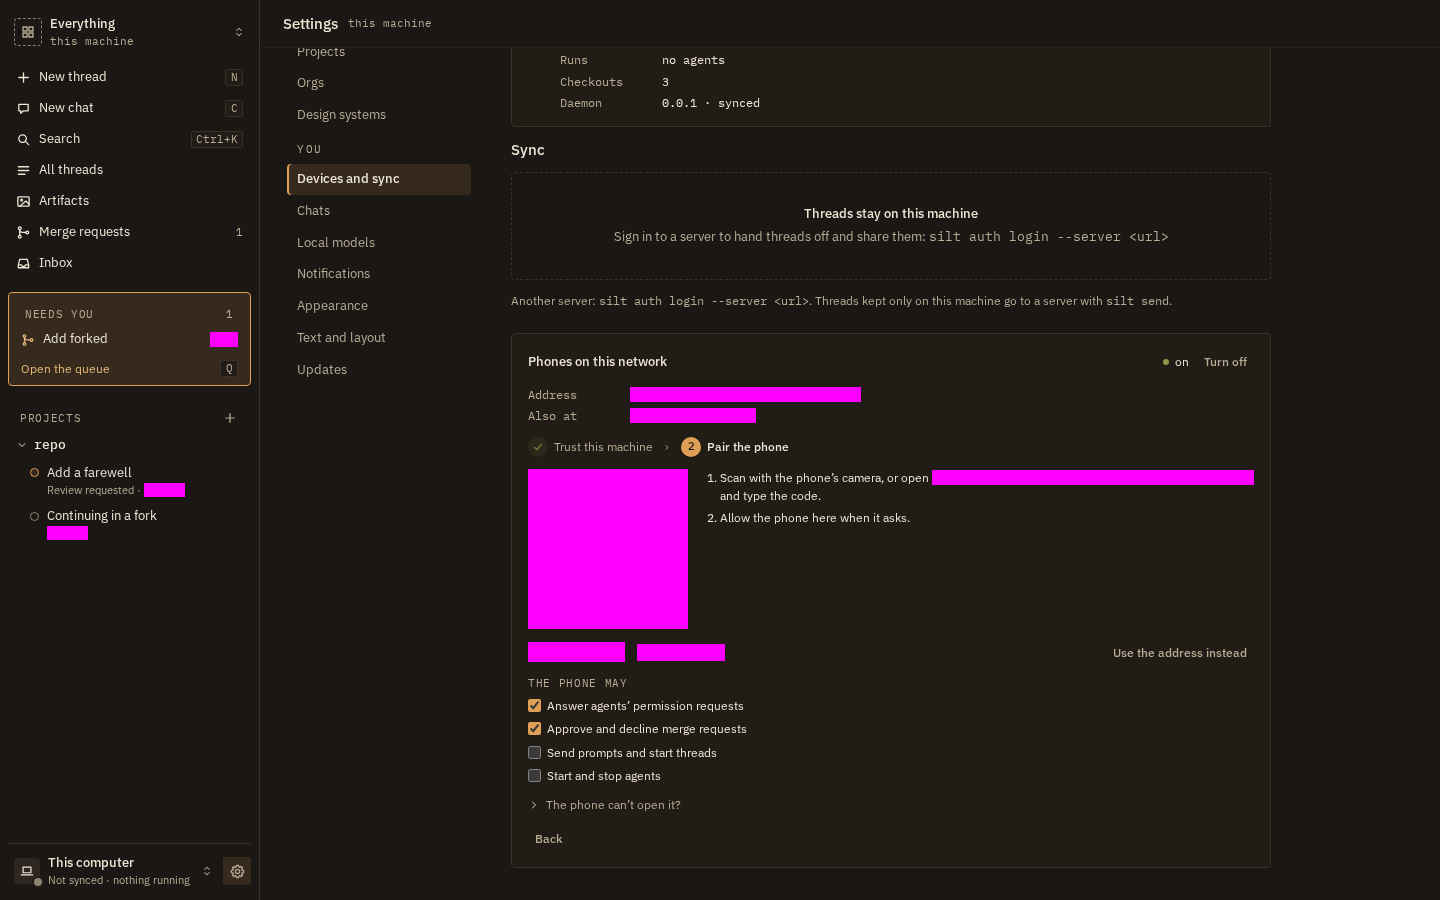 Everything
this machine
New thread N
New chat C
Search Ctrl+K
All threads
Artifacts
Merge requests 1
Inbox
NEEDS YOU 1
Add forked
Open the queue Q
PROJECTS
repo
Add a farewell
Review requested ·
Continuing in a fork
This computer
Not synced · nothing running
Settings this machine
Projects
Orgs
Design systems
YOU
Devices and sync
Chats
Local models
Notifications
Appearance
Text and layout
Updates
Runs no agents
Checkouts 3
Daemon 0.0.1 · synced
Sync
Threads stay on this machine
Sign in to a server to hand threads off and share them: silt auth login --server <url>
Another server: silt auth login --server <url>. Threads kept only on this machine go to a server with silt send.
Phones on this network on Turn off
Address
Also at
Trust this machine › 2 Pair the phone
1. Scan with the phone’s camera, or open
and type the code.
2. Allow the phone here when it asks.
Use the address instead
THE PHONE MAY
Answer agents’ permission requests
Approve and decline merge requests
Send prompts and start threads
Start and stop agents
The phone can’t open it?
Back